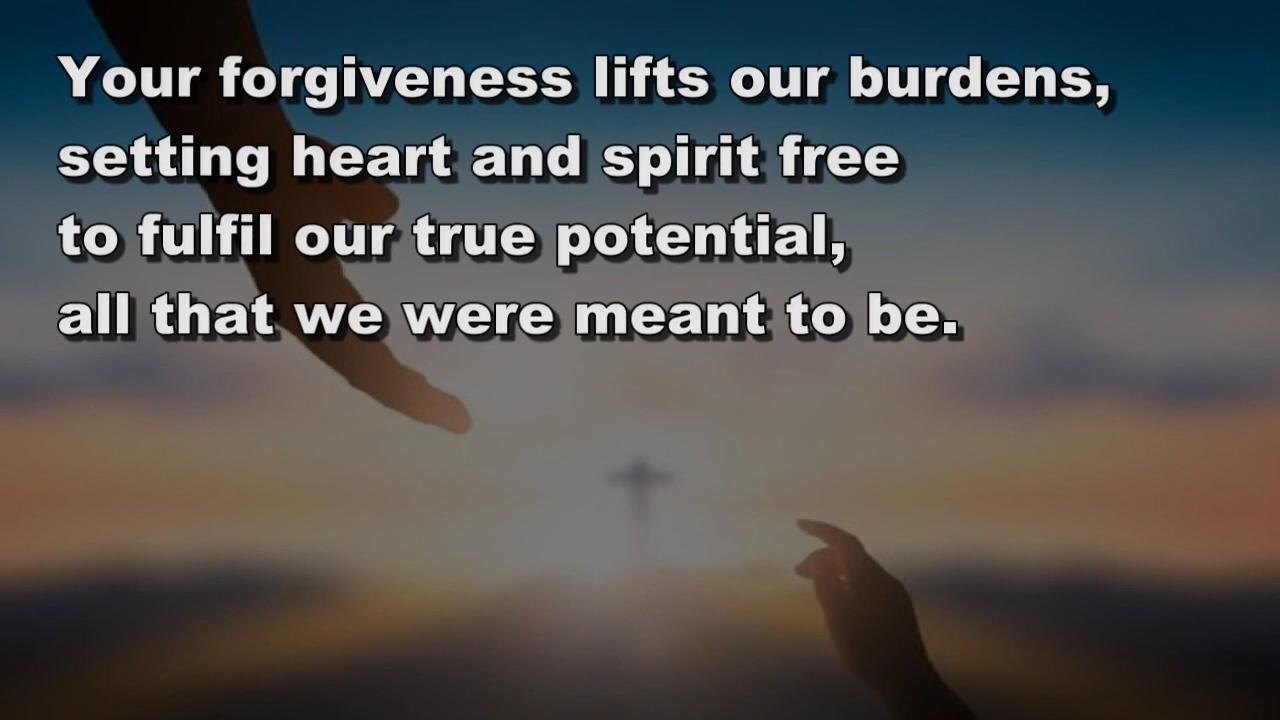 Your forgiveness lifts our burdens,
setting heart and spirit free
to fulfil our true potential,
all that we were meant to be.